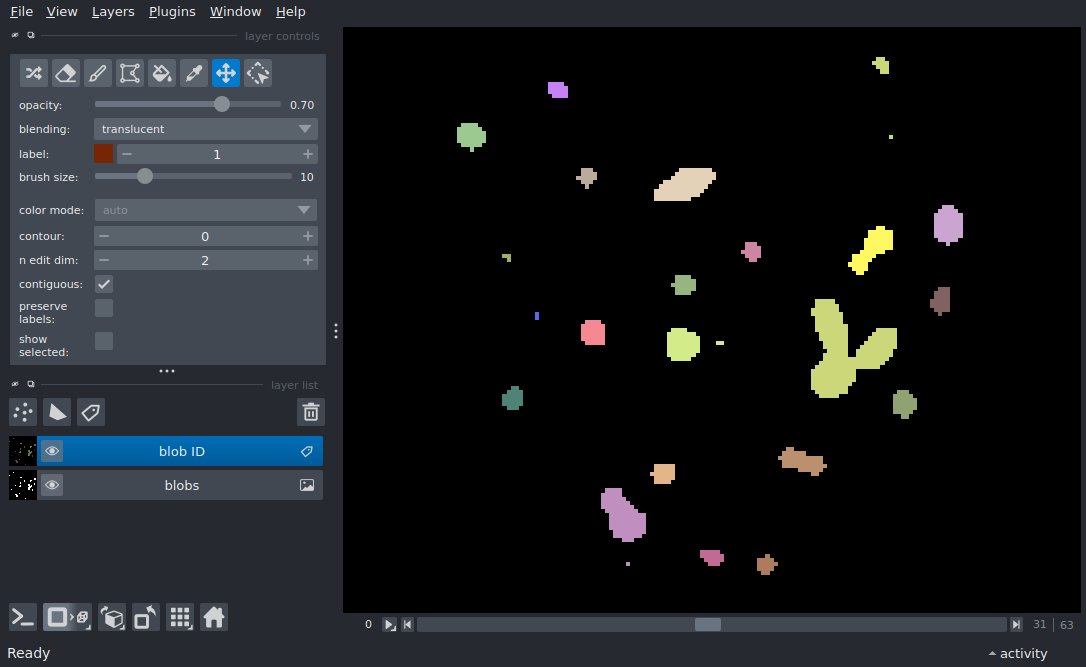 File View Layers Plugins Window Help
layer controls
opacity: 0.70
blending: translucent
label: 1
brush size: 10
color mode: auto
contour: 0
n edit dim: 2
contiguous:
preserve
labels:
show
selected:
layer list
blob ID
blobs
0 31 63
Ready
activity